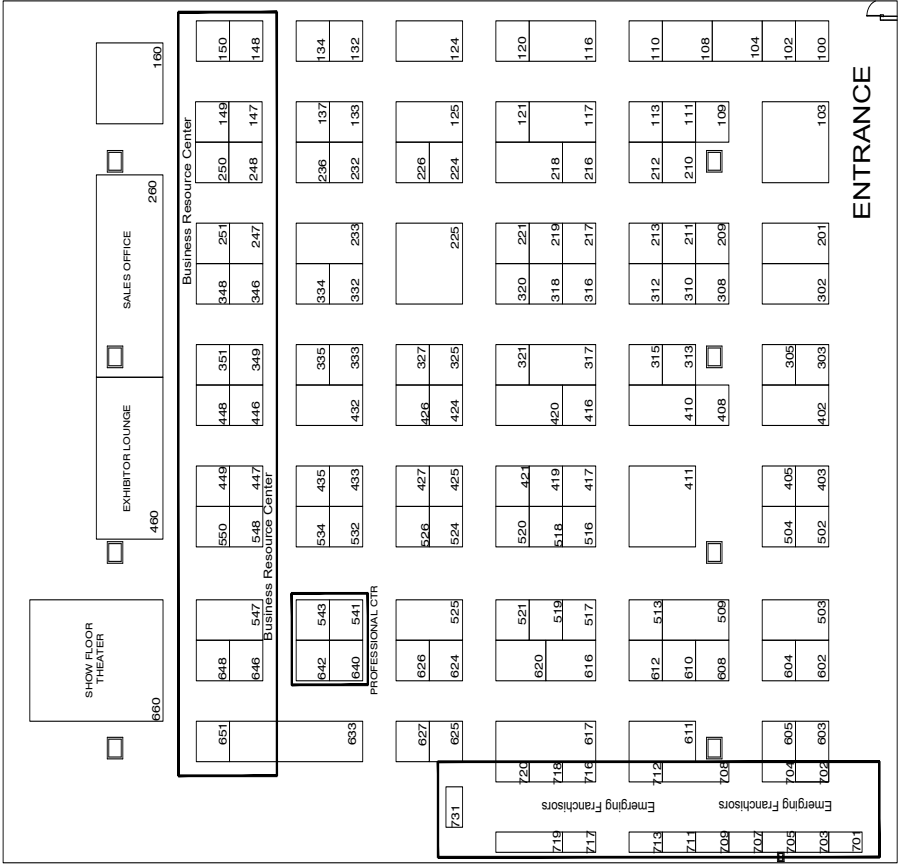 160
150 148
134 132
124
120 116
110 108 104 102 100
ENTRANCE
Business Resource Center
149 147
137 133
125
121 117
113 111 109
103
250 248
236 232
226 224
218 216
212 210
260
SALES OFFICE
251 247
233
225
221 219 217
213 211 209
201
348 346
334 332
320 318 316
312 310 308
302
351 349
335 333
327 325
321 317
315 313
305 303
448 446
432
426 424
420 416
410 408
402
EXHIBITOR LOUNGE
460
449 447
435 433
427 425
421 419 417
411
405 403
Business Resource Center
550 548
534 532
526 524
520 518 516
504 502
SHOW FLOOR
THEATER
660
547
543 541
525
521 519 517
513 509
503
PROFESSIONAL CTR
648 646
642 640
626 624
620 616
612 610 608
604 602
651 633
627 625
617
611
605 603
720 718 716
712 708
704 702
Emerging Franchisors
Emerging Franchisors
731
719 717
713 711 709 707 705 703 701